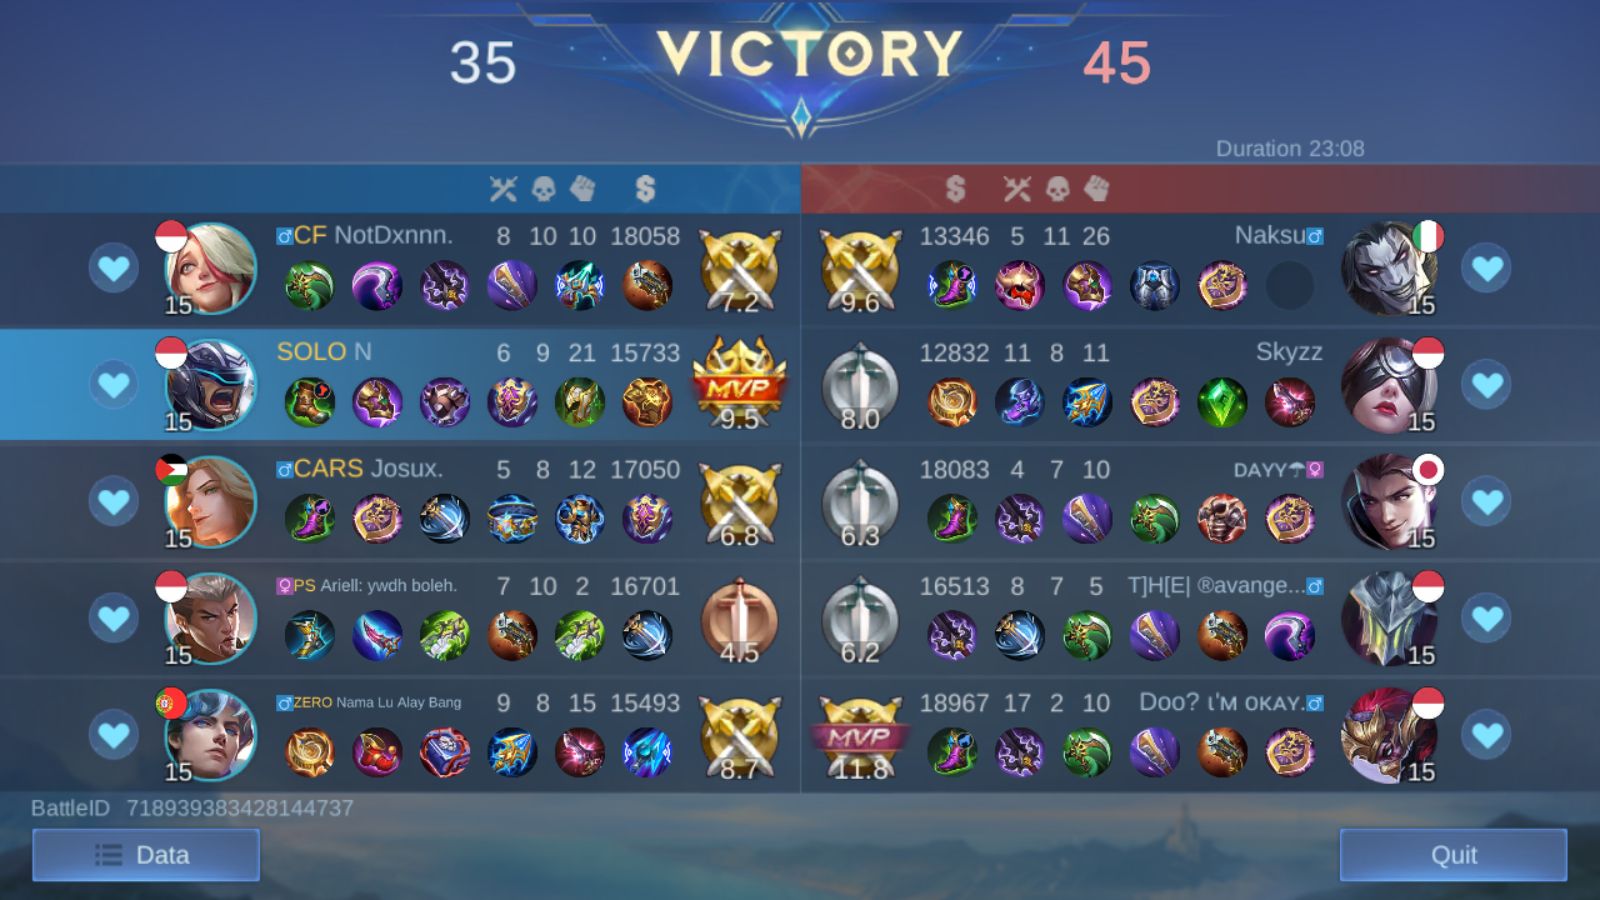 35 VICTORY 45
Duration 23:08
CF NotDxnnn. 8 10 10 18058 7.2 15
9.6 13346 5 11 26 Naksu 15
SOLO N 6 9 21 15733 MVP 9.5 15
8.0 12832 11 8 11 Skyzz 15
CARS Josux. 5 8 12 17050 6.8 15
6.3 18083 4 7 10 DAYY☂ 15
PS Ariell: ywdh boleh. 7 10 2 16701 4.5 15
6.2 16513 8 7 5 T]H[E| ®avange... 15
ZERO Nama Lu Alay Bang 9 8 15 15493 8.7 15
MVP 11.8 18967 17 2 10 Doo? ɩ'ᴍ ᴏᴋᴀʏ. 15
BattleID 718939383428144737
Data
Quit